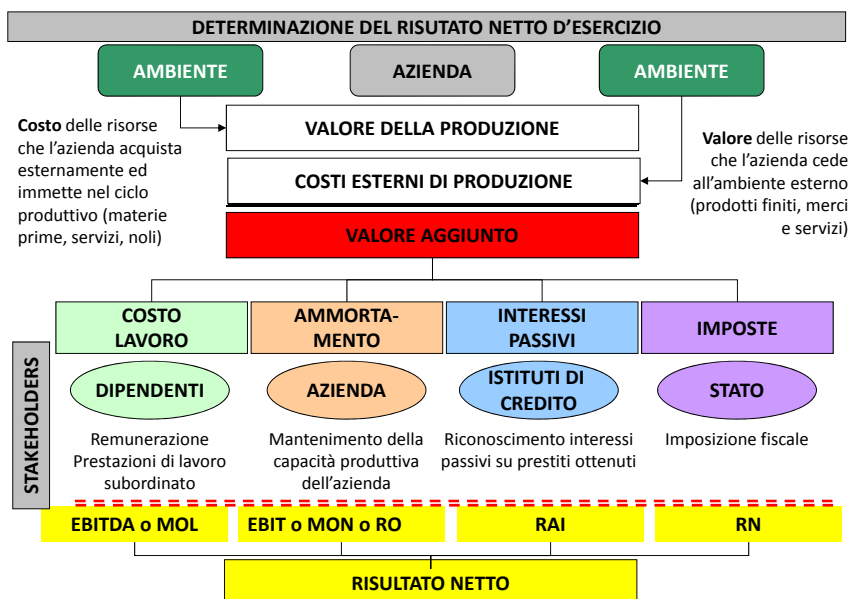 DETERMINAZIONE DEL RISUTATO NETTO D'ESERCIZIO
AMBIENTE
AZIENDA
AMBIENTE
Costo delle risorse
che l'azienda acquista
esternamente ed
immette nel ciclo
produttivo (materie
prime, servizi, noli)
VALORE DELLA PRODUZIONE
COSTI ESTERNI DI PRODUZIONE
VALORE AGGIUNTO
Valore delle risorse
che l'azienda cede
all'ambiente esterno
(prodotti finiti, merci
e servizi)
COSTO
LAVORO
AMMORTA-
MENTO
INTERESSI
PASSIVI
IMPOSTE
STAKEHOLDERS
DIPENDENTI
AZIENDA
ISTITUTI DI
CREDITO
STATO
Remunerazione
Prestazioni di lavoro
subordinato
Mantenimento della
capacità produttiva
dell'azienda
Riconoscimento interessi
passivi su prestiti ottenuti
Imposizione fiscale
EBITDA o MOL
EBIT o MON o RO
RAI
RN
RISULTATO NETTO